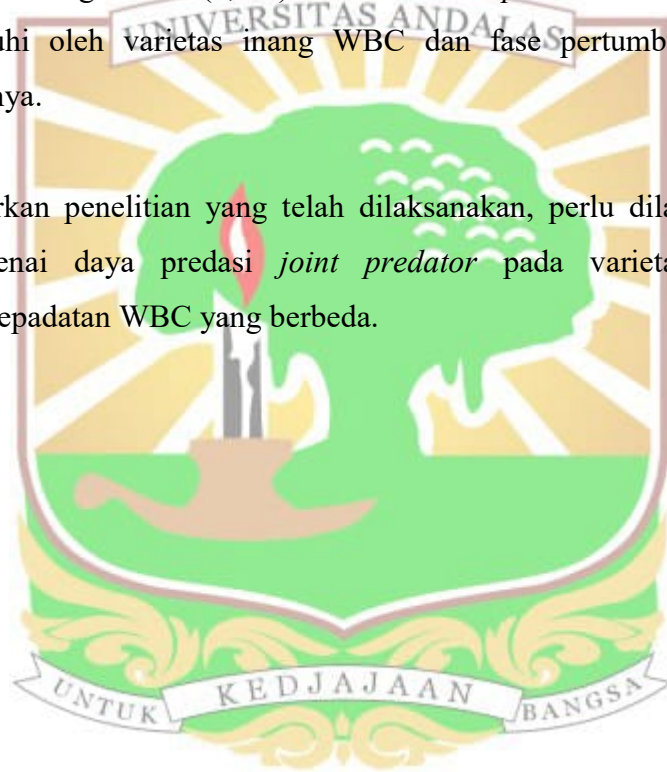 UNIVERSITAS ANDALAS
uhi oleh varietas inang WBC dan fase pertumb
nya.
rkan penelitian yang telah dilaksanakan, perlu dila
enai daya predasi joint predator pada varieta
epadatan WBC yang berbeda.
UNTUK KEDJAJAAN BANGSA